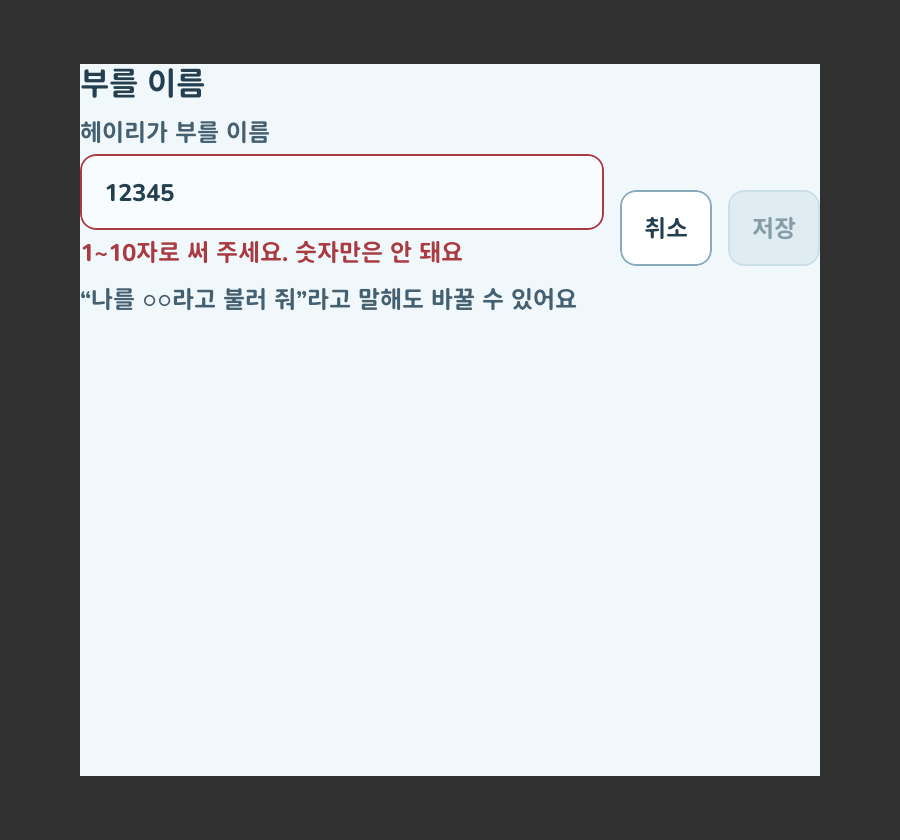 부를 이름
헤이리가 부를 이름
12345
취소
저장
1~10자로 써 주세요. 숫자만은 안 돼요
“나를 ○○라고 불러 줘”라고 말해도 바꿀 수 있어요